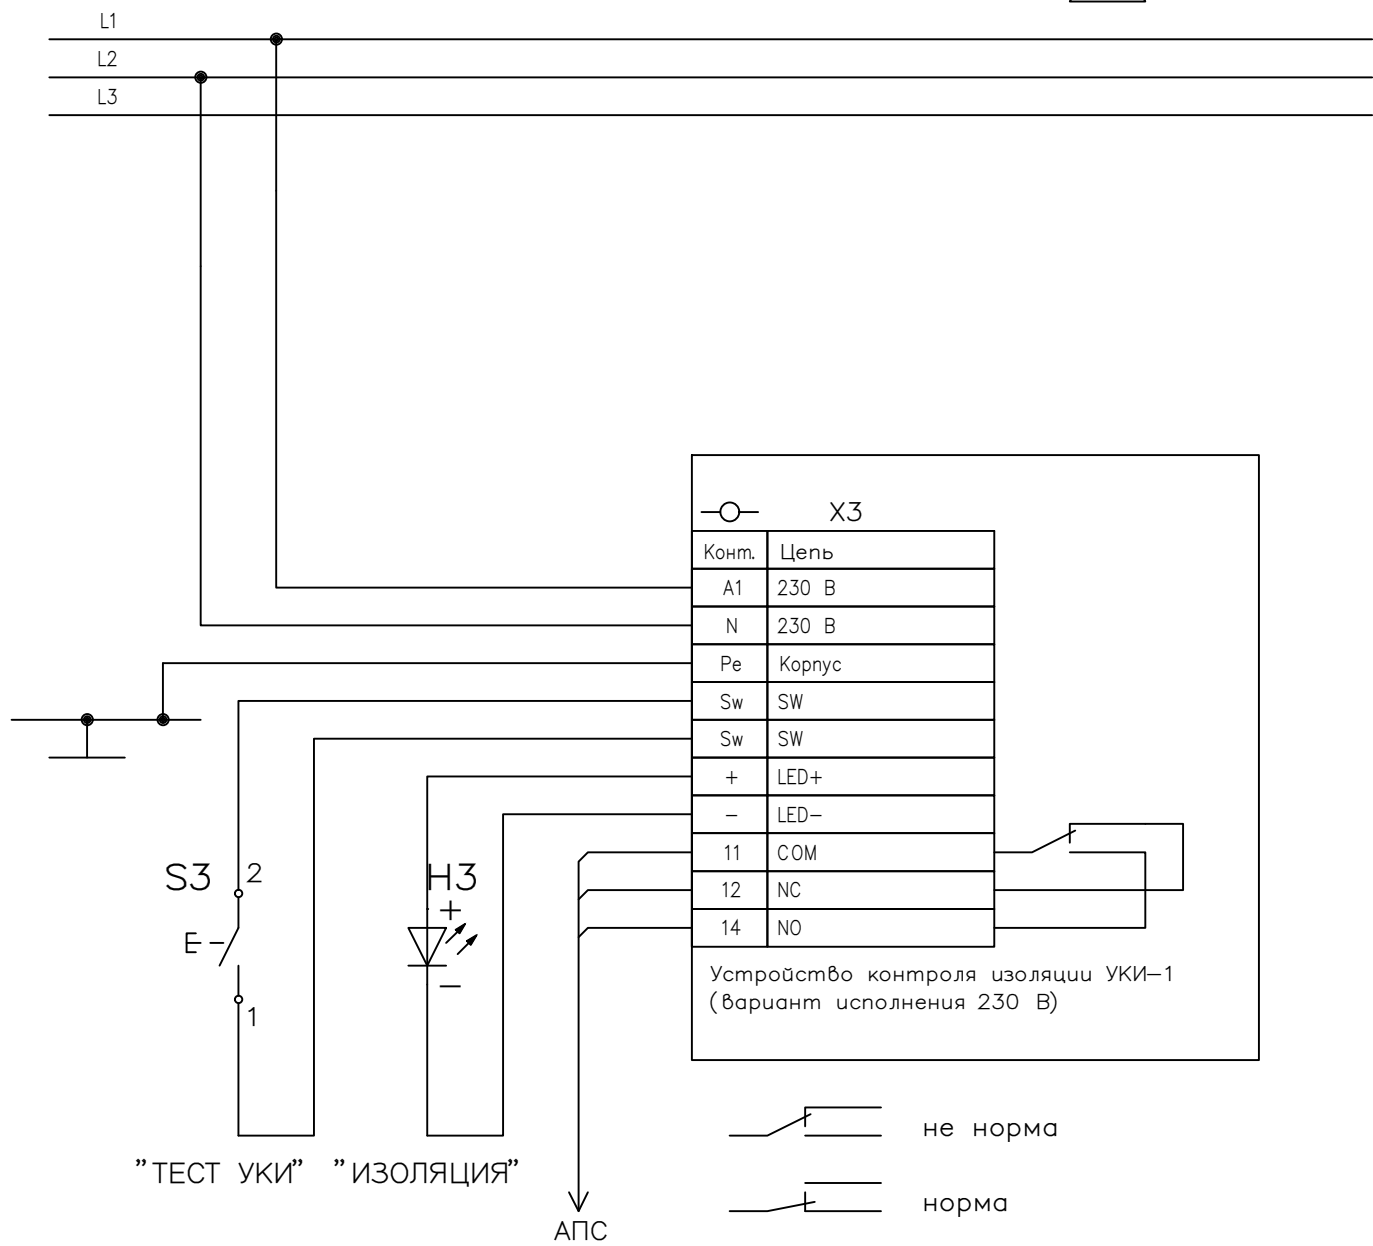 L1
L2
L3
X3
Конт. Цепь
A1 230 В
N 230 В
Pe Корпус
Sw SW
Sw SW
+ LED+
− LED−
11 COM
12 NC
14 NO
Устройство контроля изоляции УКИ−1
(вариант исполнения 230 В)
S3 2
1
H3
+
−
"ТЕСТ УКИ" "ИЗОЛЯЦИЯ"
АПС
не норма
норма